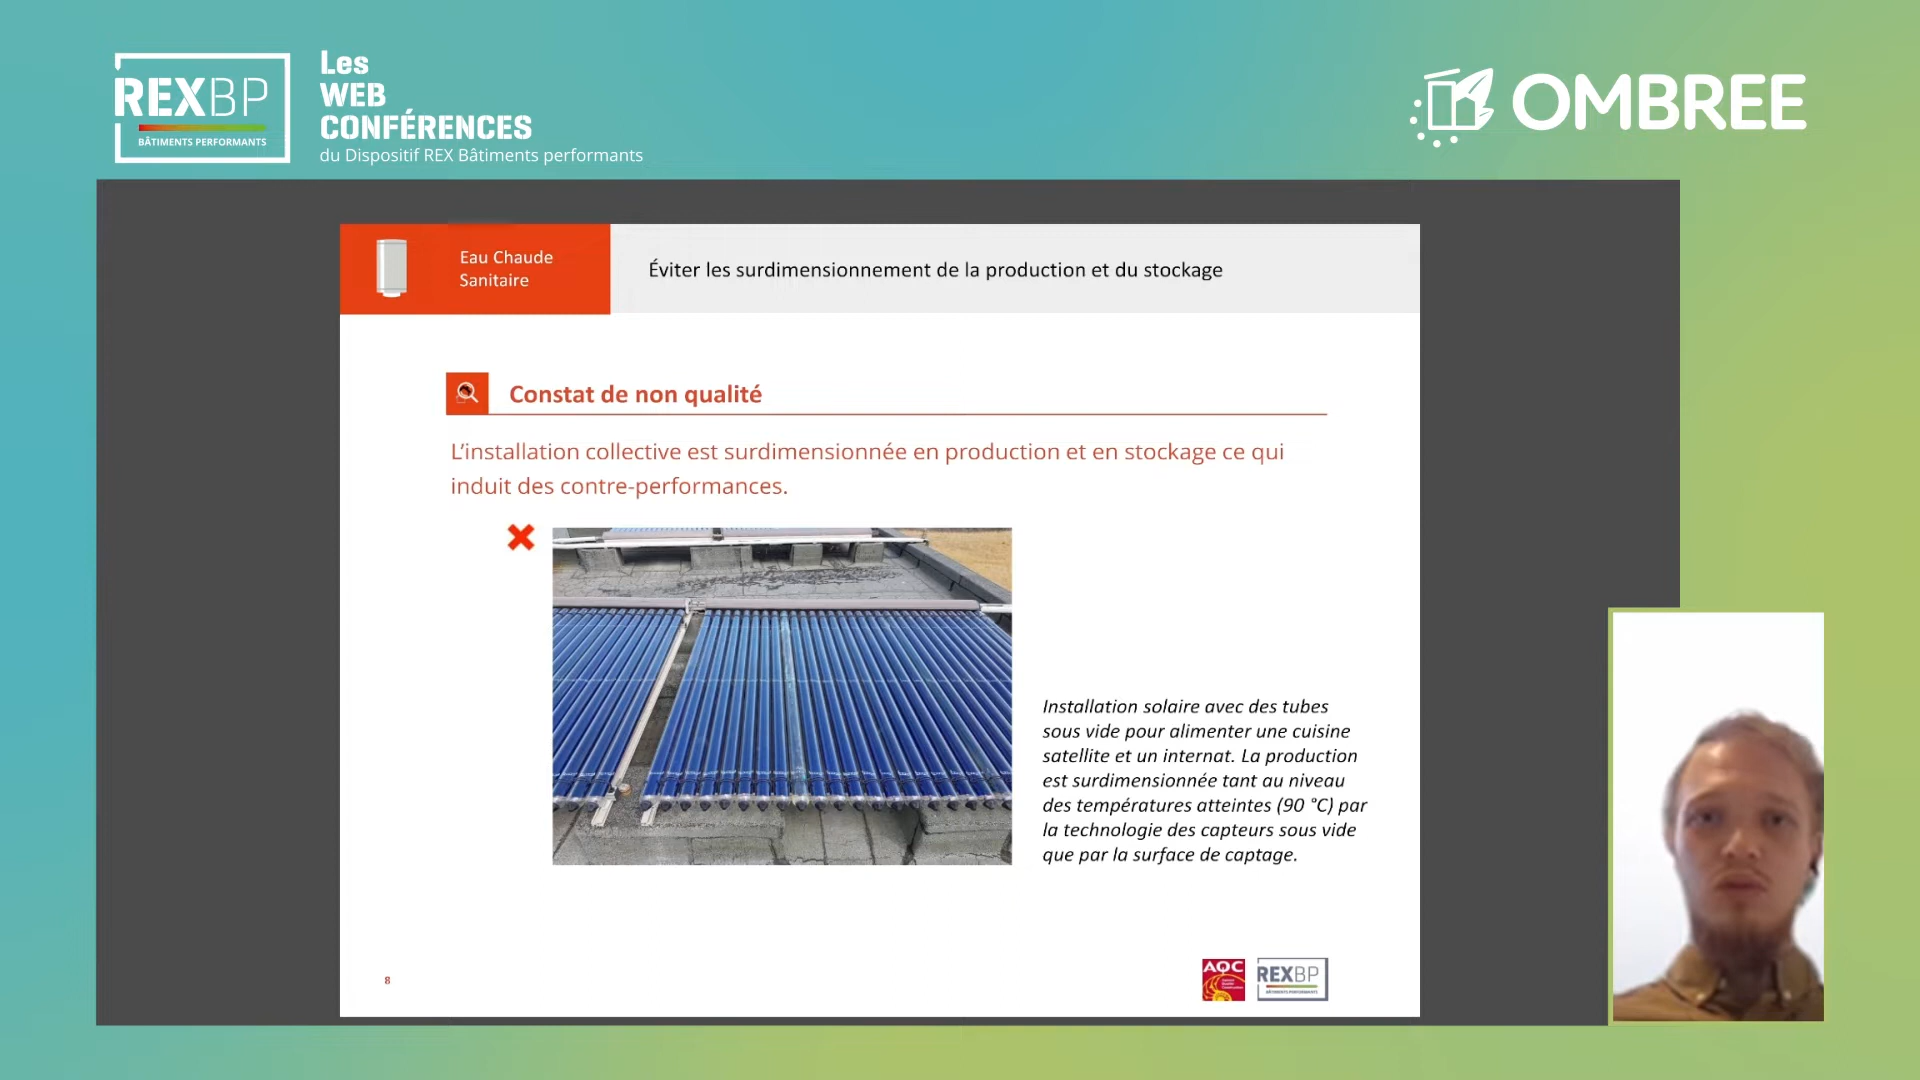 REXBP
BÂTIMENTS PERFORMANTS
Les
WEB
CONFÉRENCES
du Dispositif REX Bâtiments performants
OMBREE
Eau Chaude
Sanitaire
Éviter les surdimensionnement de la production et du stockage
Constat de non qualité
L’installation collective est surdimensionnée en production et en stockage ce qui
induit des contre-performances.
Installation solaire avec des tubes
sous vide pour alimenter une cuisine
satellite et un internat. La production
est surdimensionnée tant au niveau
des températures atteintes (90 °C) par
la technologie des capteurs sous vide
que par la surface de captage.
8
AQC
REXBP
BÂTIMENTS PERFORMANTS